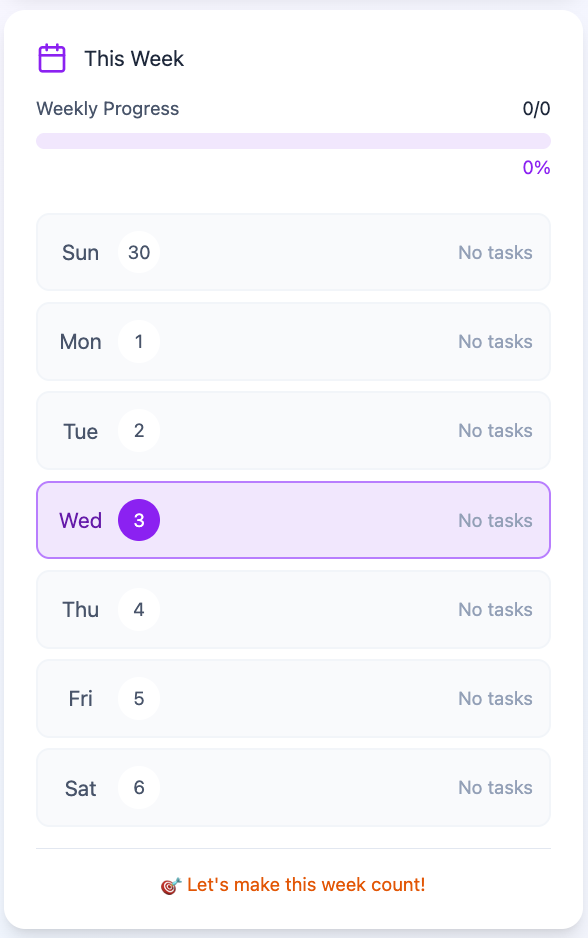 This Week
Weekly Progress 0/0
0%
Sun 30 No tasks
Mon 1 No tasks
Tue 2 No tasks
Wed 3 No tasks
Thu 4 No tasks
Fri 5 No tasks
Sat 6 No tasks
🎯 Let's make this week count!